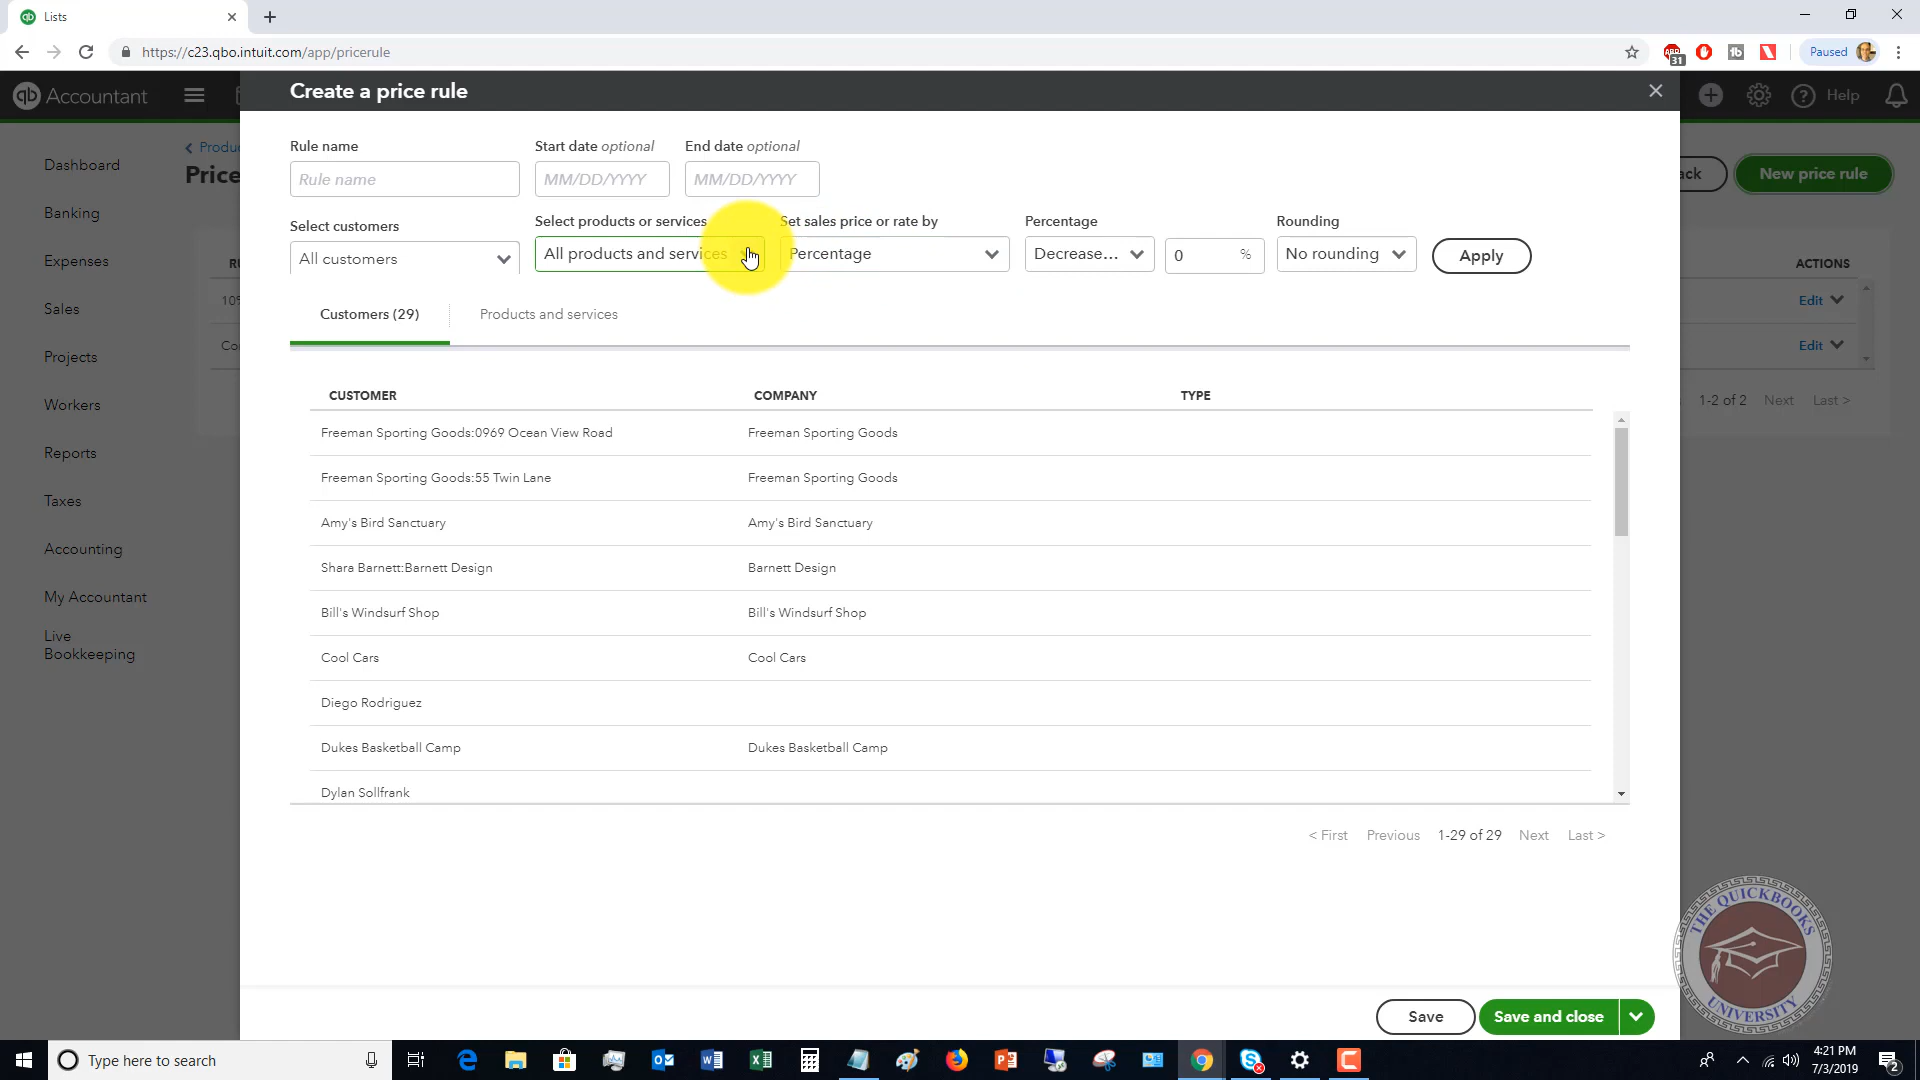 Lists
https://c23.qbo.intuit.com/app/pricerule
31
Paused
qb Accountant
Create a price rule
Help
Dashboard
Banking
Expenses
Sales
Projects
Workers
Reports
Taxes
Accounting
My Accountant
Live
Bookkeeping
Produ
Price
ack
New price rule
Rule name
Start date optional
End date optional
Rule name
MM/DD/YYYY
MM/DD/YYYY
Select customers
Select products or services
Set sales price or rate by
Percentage
Rounding
All customers
All products and services
Percentage
Decrease...
0 %
No rounding
Apply
RU
ACTIONS
10%
Edit
Co
Edit
1-2 of 2 Next Last >
Customers (29)
Products and services
CUSTOMER COMPANY TYPE
Freeman Sporting Goods:0969 Ocean View Road Freeman Sporting Goods
Freeman Sporting Goods:55 Twin Lane Freeman Sporting Goods
Amy's Bird Sanctuary Amy's Bird Sanctuary
Shara Barnett:Barnett Design Barnett Design
Bill's Windsurf Shop Bill's Windsurf Shop
Cool Cars Cool Cars
Diego Rodriguez
Dukes Basketball Camp Dukes Basketball Camp
Dylan Sollfrank
< First Previous 1-29 of 29 Next Last >
Save
Save and close
THE QUICKBOOKS
UNIVERSITY
Type here to search
4:21 PM
7/3/2019
2